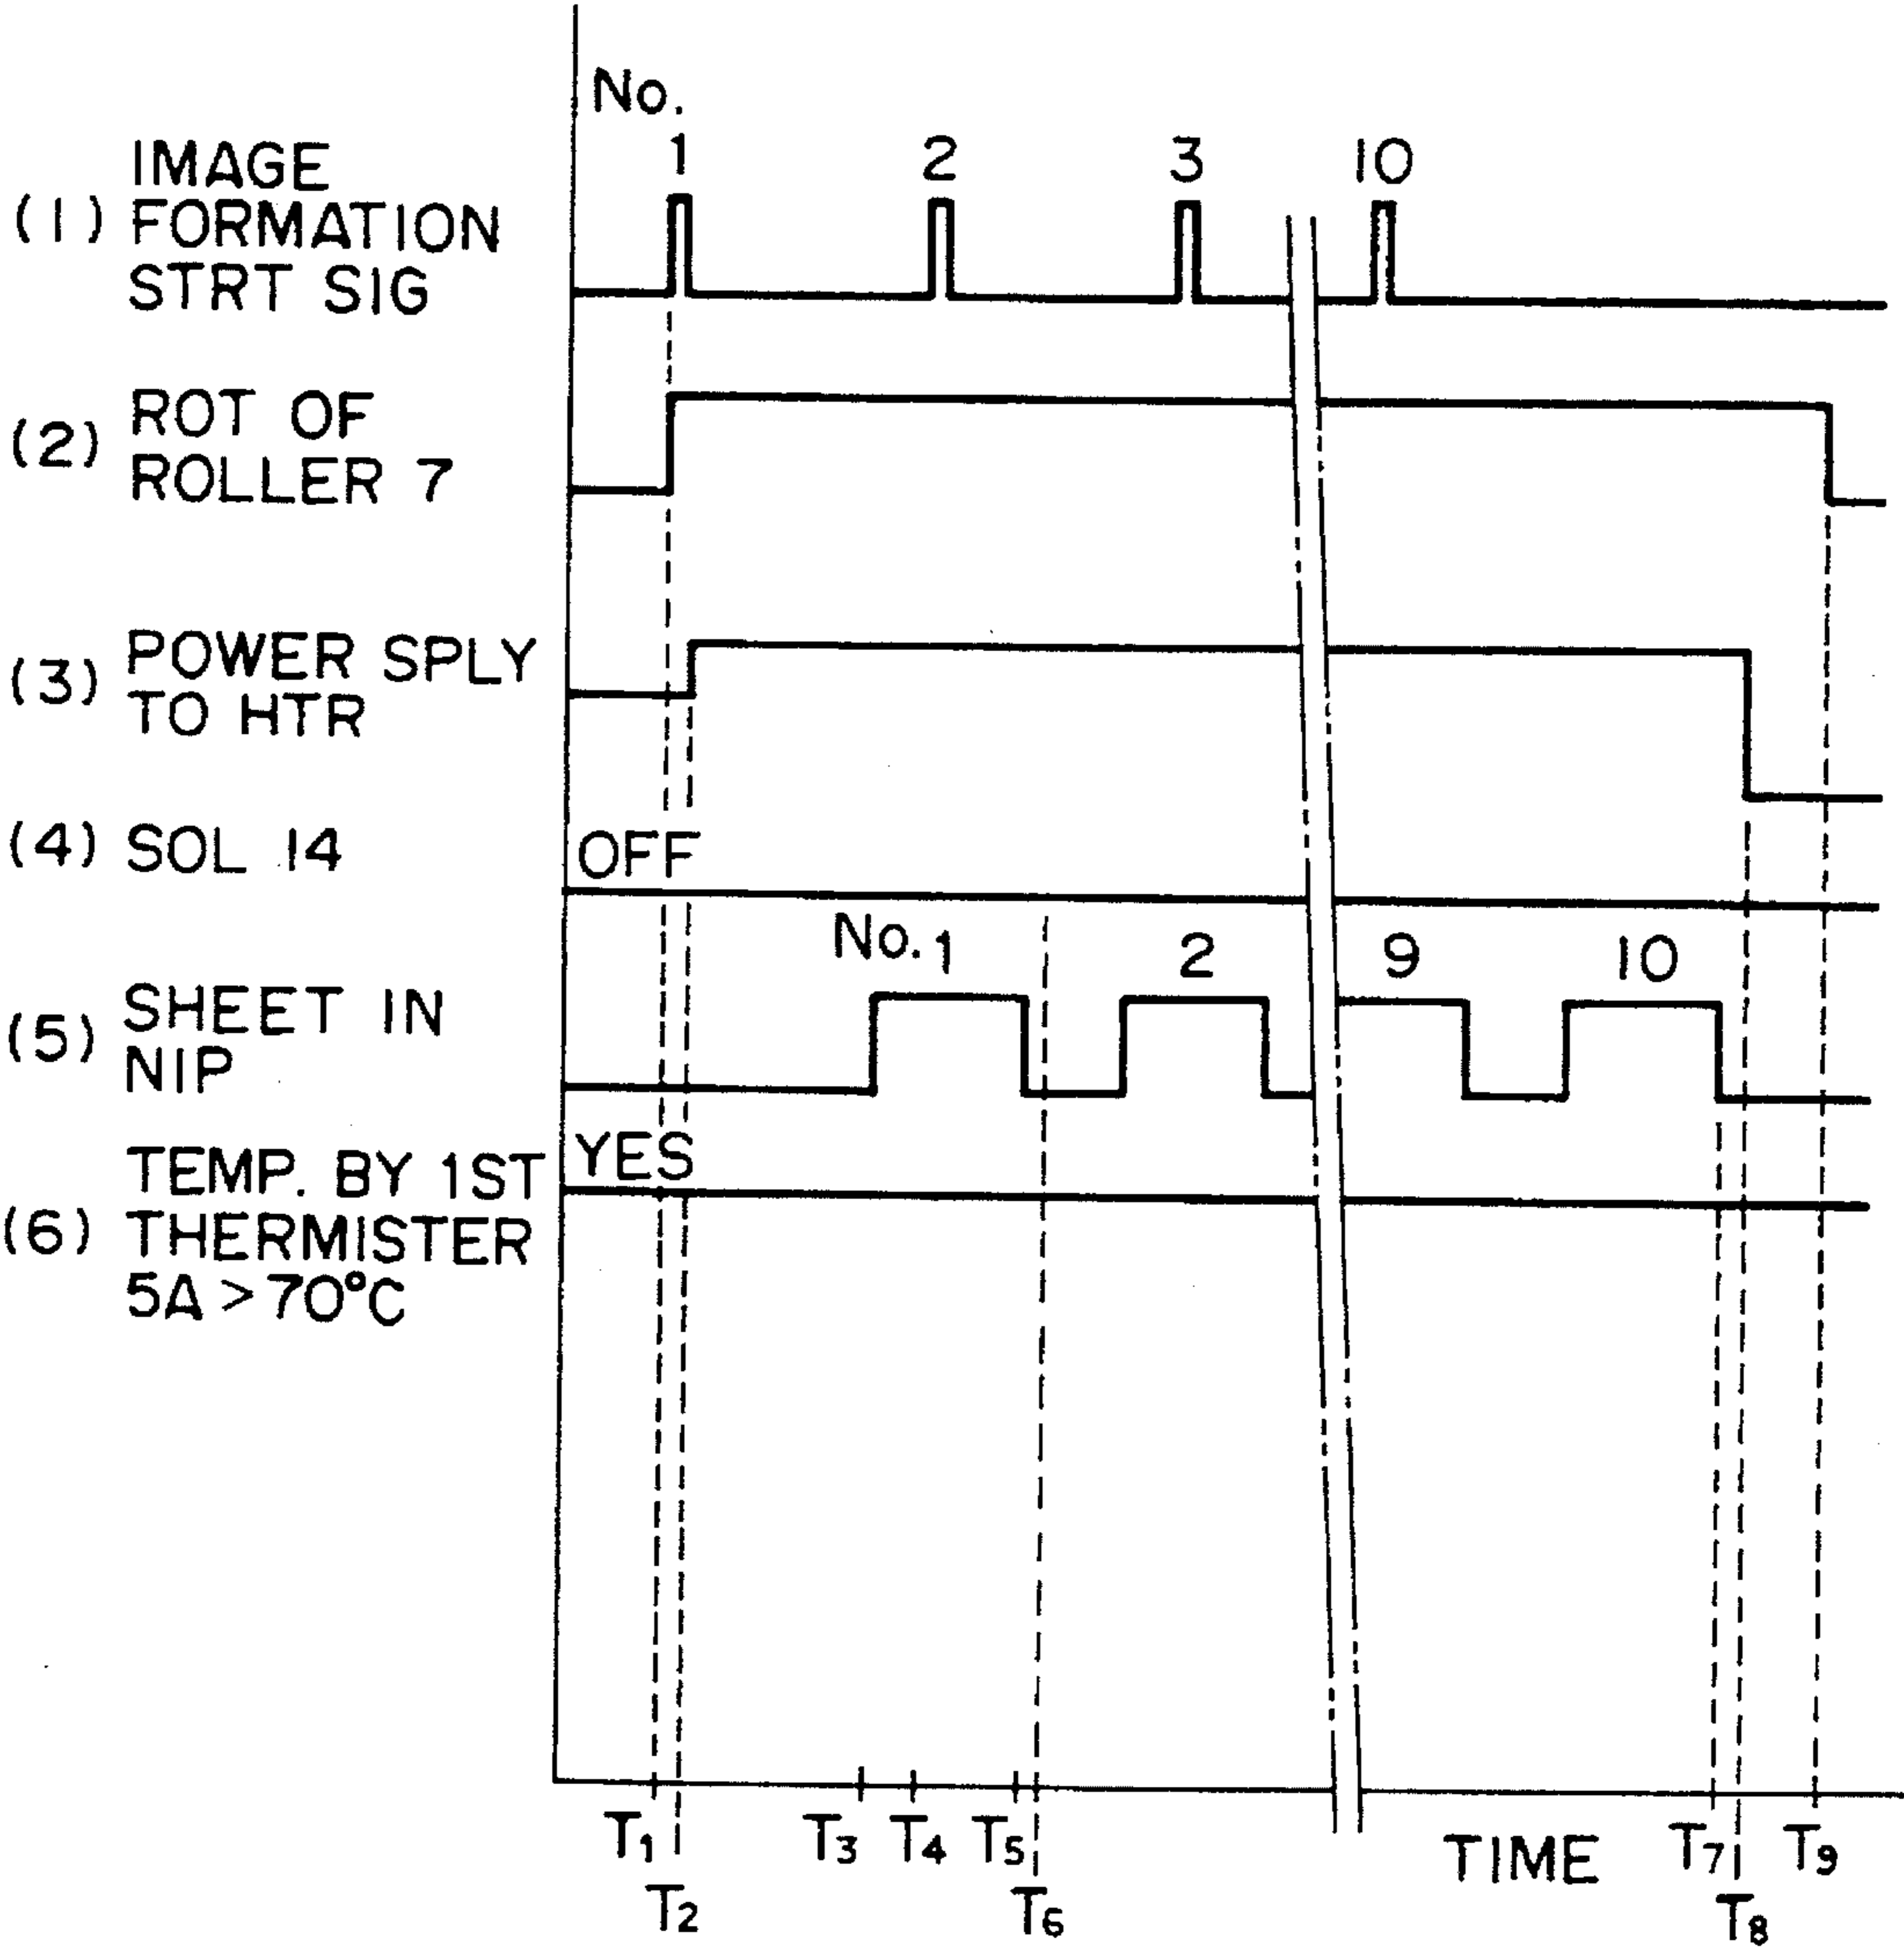 No.
1 2 3 10
(1) IMAGE
FORMATION
STRT SIG
(2) ROT OF
ROLLER 7
(3) POWER SPLY
TO HTR
(4) SOL 14
OFF
No. 1 2 9 10
(5) SHEET IN
NIP
YES
(6) TEMP. BY 1ST
THERMISTER
5A > 70°C
T1 T3 T4 T5 TIME T7 T9
T2 T6 T8